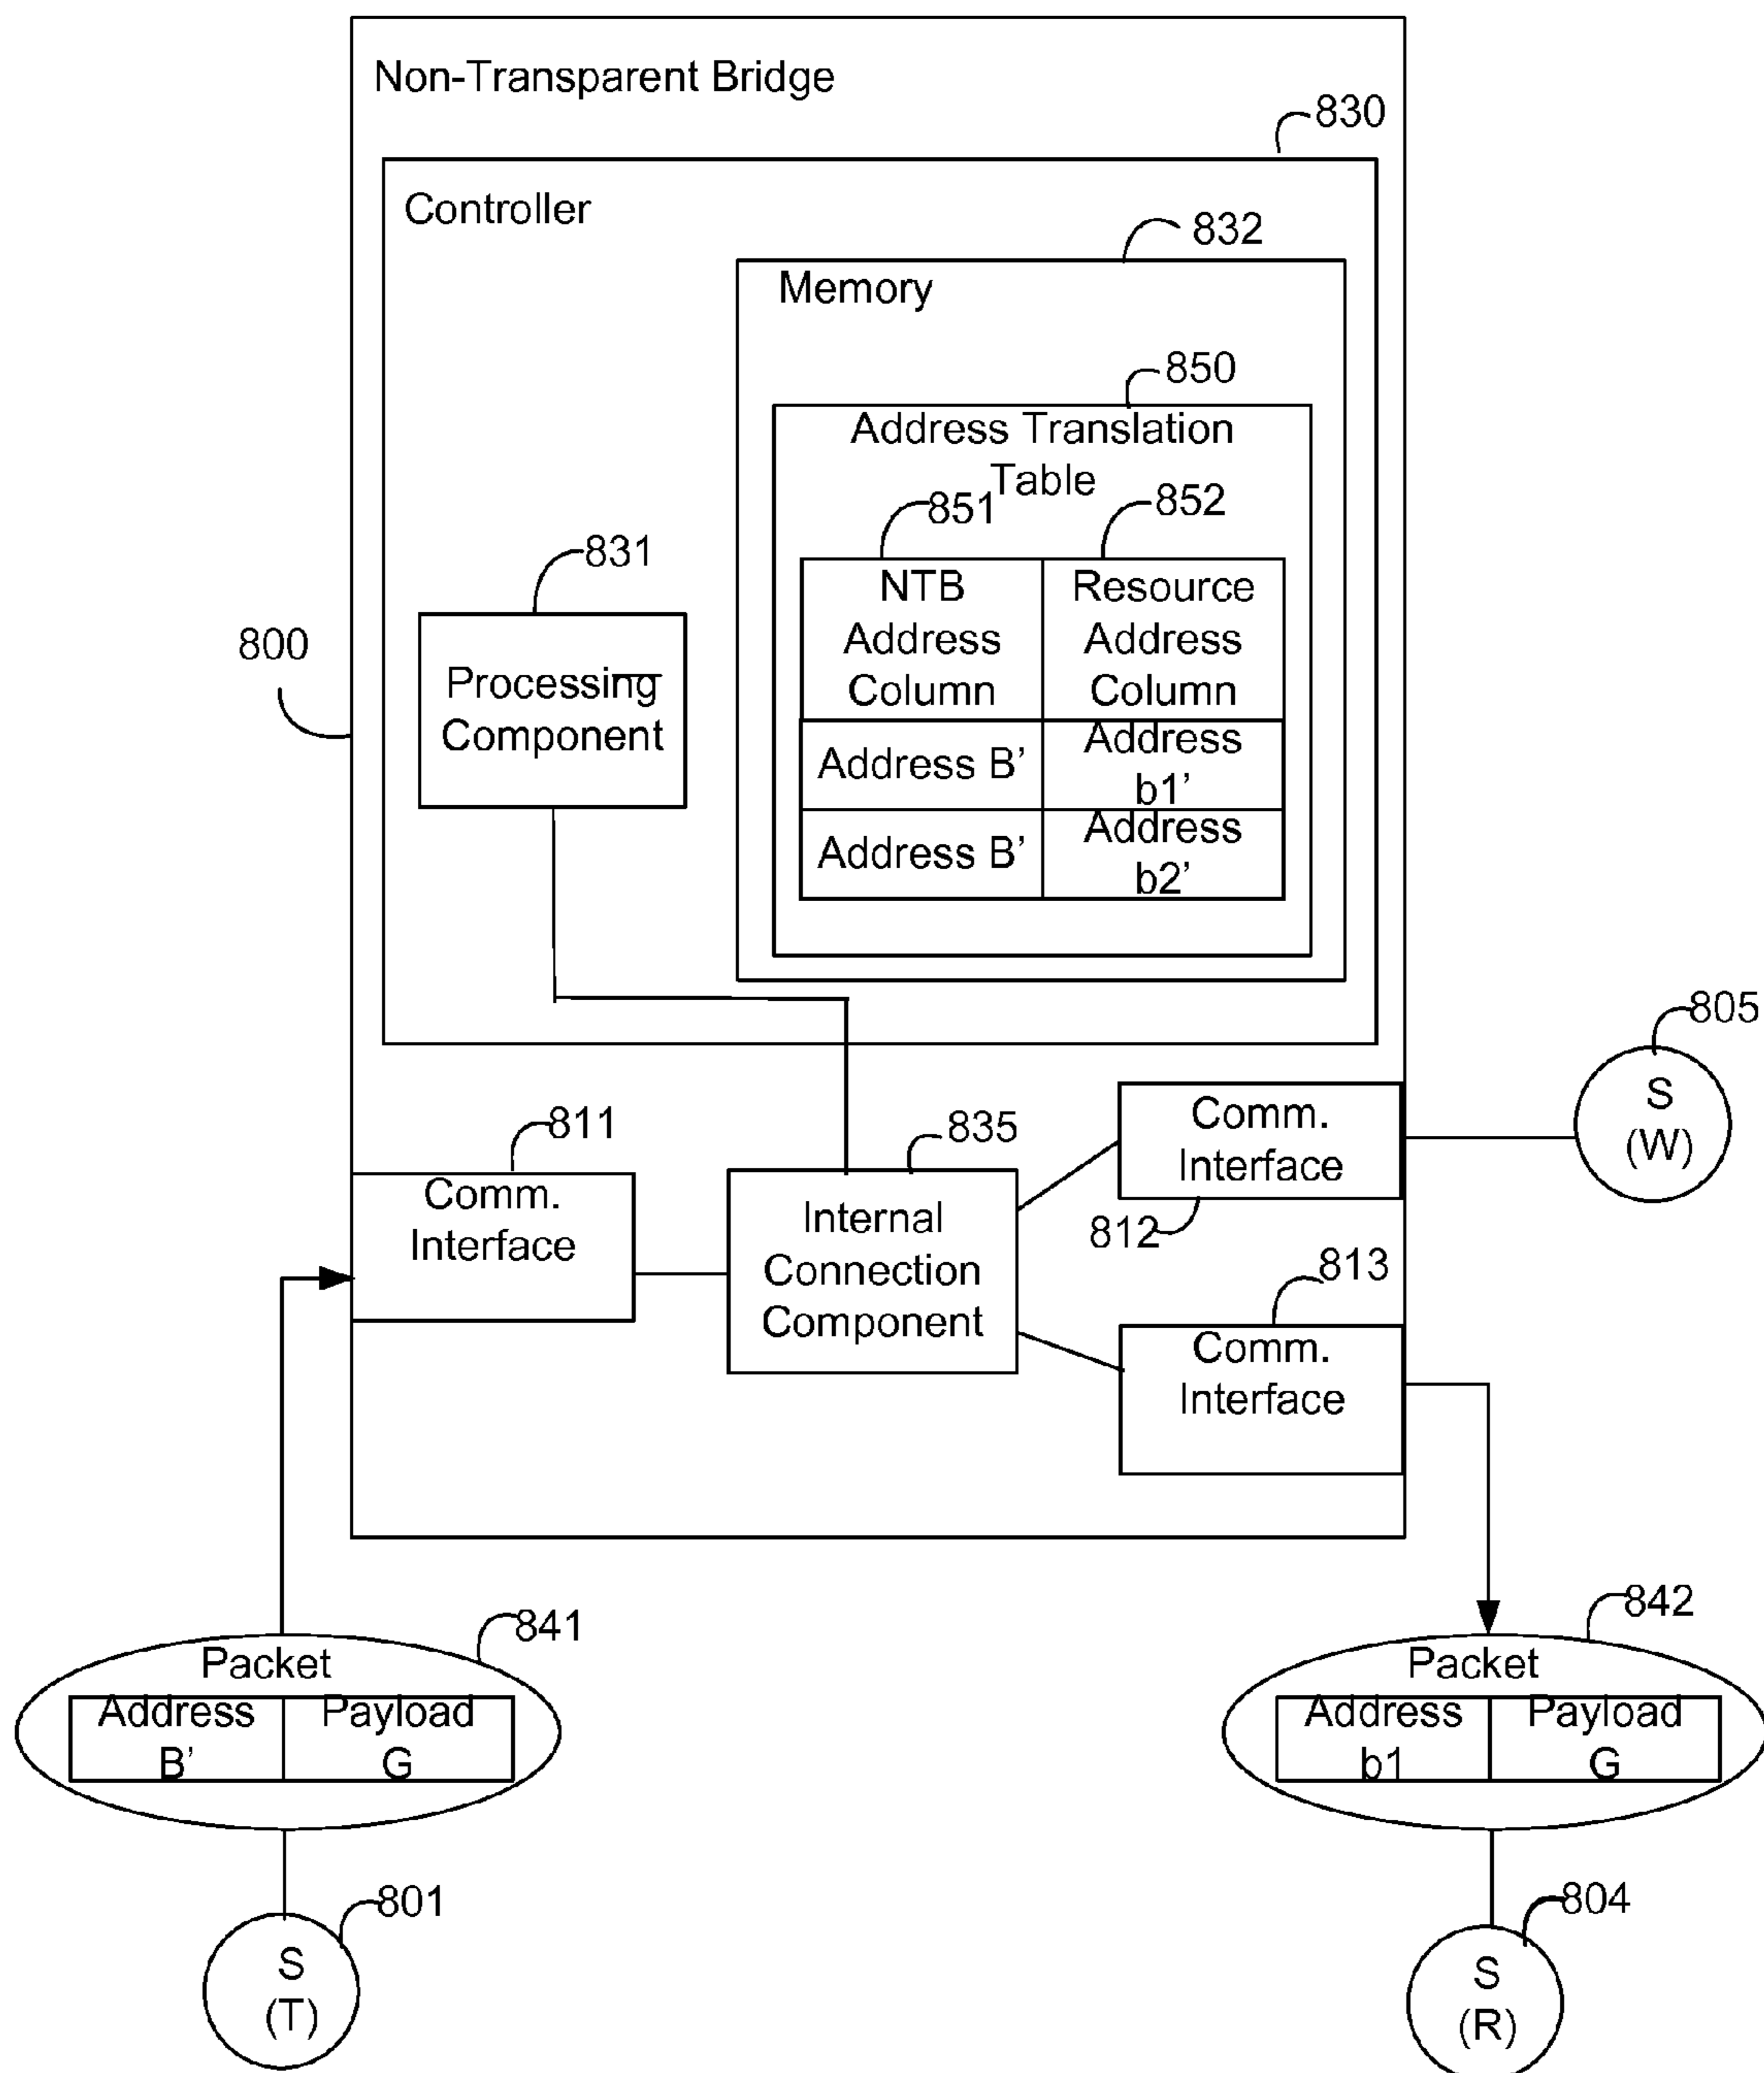 Non-Transparent Bridge
830
Controller
832
Memory
850
Address Translation
Table
851
852
NTB
Address
Column
Resource
Address
Column
Address B’
Address
b1’
Address B’
Address
b2’
831
Processing
Component
800
805
S
(W)
811
Comm.
Interface
835
Internal
Connection
Component
Comm.
Interface
812
813
Comm.
Interface
841
Packet
Address
B’
Payload
G
842
Packet
Address
b1
Payload
G
801
S
(T)
804
S
(R)